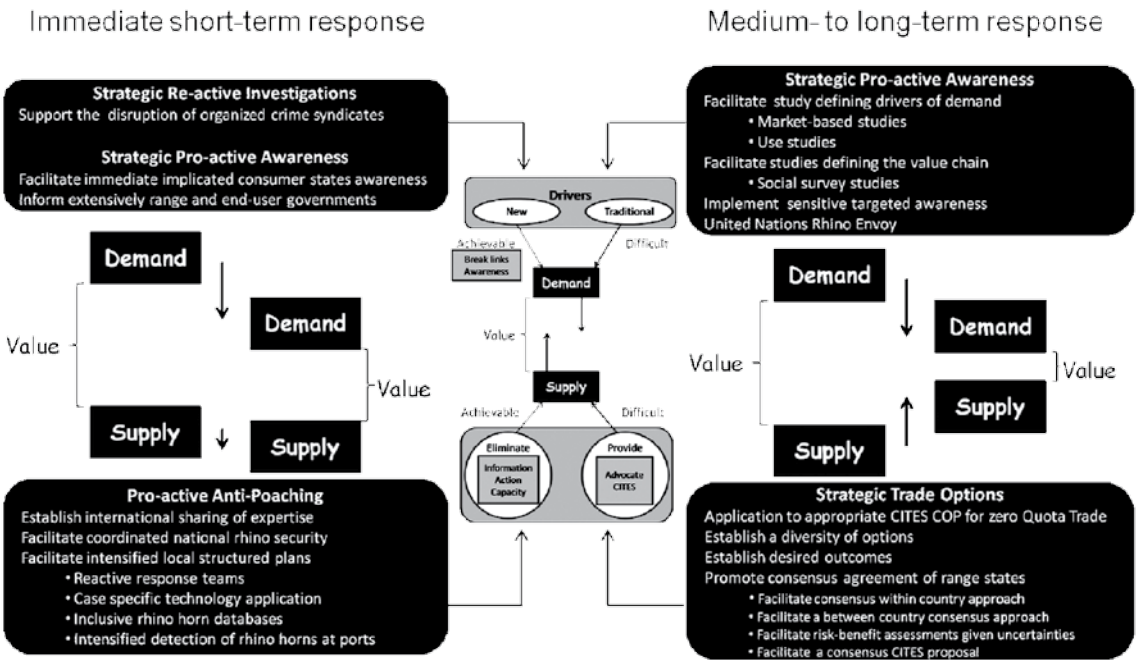 Immediate short-term response
Medium- to long-term response
Strategic Re-active Investigations
Support the disruption of organized crime syndicates
Strategic Pro-active Awareness
Facilitate immediate implicated consumer states awareness
Inform extensively range and end-user governments
Demand
Value
Demand
Value
Supply
Supply
Pro-active Anti-Poaching
Establish international sharing of expertise
Facilitate coordinated national rhino security
Facilitate intensified local structured plans
• Reactive response teams
• Case specific technology application
• Inclusive rhino horn databases
• Intensified detection of rhino horns at ports
Drivers
New
Traditional
Achievable
Difficult
Break links
Awareness
Demand
Value
Supply
Achievable
Difficult
Eliminate
Information
Action
Capacity
Provide
Advocate
CITES
Strategic Pro-active Awareness
Facilitate study defining drivers of demand
• Market-based studies
• Use studies
Facilitate studies defining the value chain
• Social survey studies
Implement sensitive targeted awareness
United Nations Rhino Envoy
Demand
Value
Demand
Value
Supply
Supply
Strategic Trade Options
Application to appropriate CITES COP for zero Quota Trade
Establish a diversity of options
Establish desired outcomes
Promote consensus agreement of range states
• Facilitate consensus within country approach
• Facilitate a between country consensus approach
• Facilitate risk-benefit assessments given uncertainties
• Facilitate a consensus CITES proposal